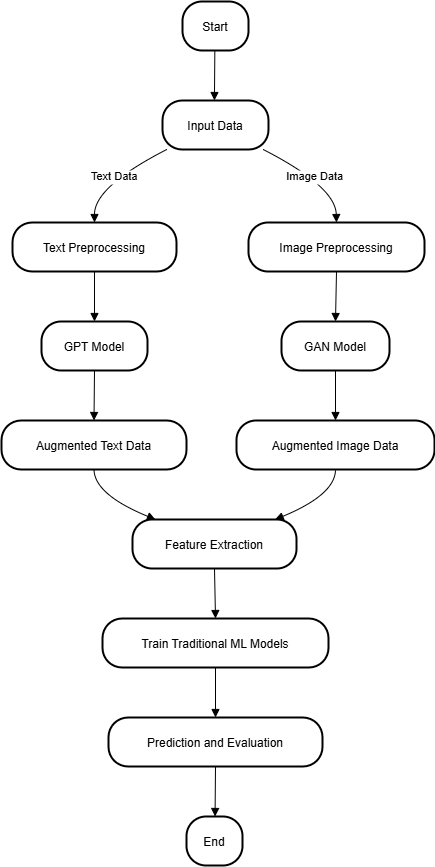 Start
Input Data
Text Data
Image Data
Text Preprocessing
Image Preprocessing
GPT Model
GAN Model
Augmented Text Data
Augmented Image Data
Feature Extraction
Train Traditional ML Models
Prediction and Evaluation
End